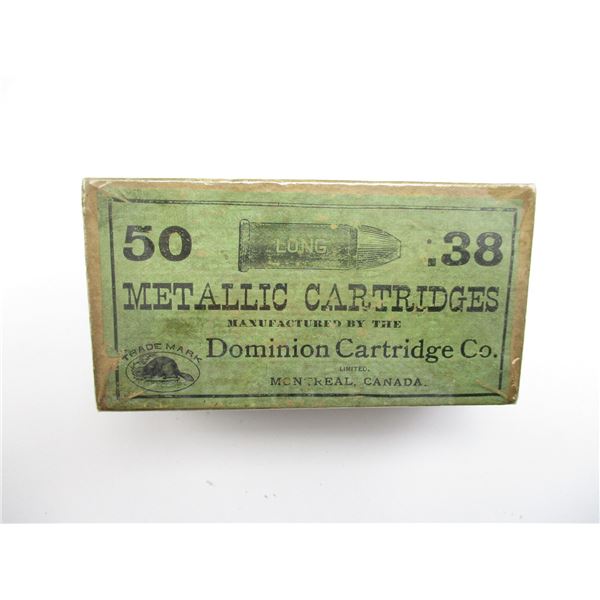 50 LONG .38
METALLIC CARTRIDGES
MANUFACTURED BY THE
Dominion Cartridge Co.
LIMITED.
MONTREAL, CANADA.
TRADE MARK